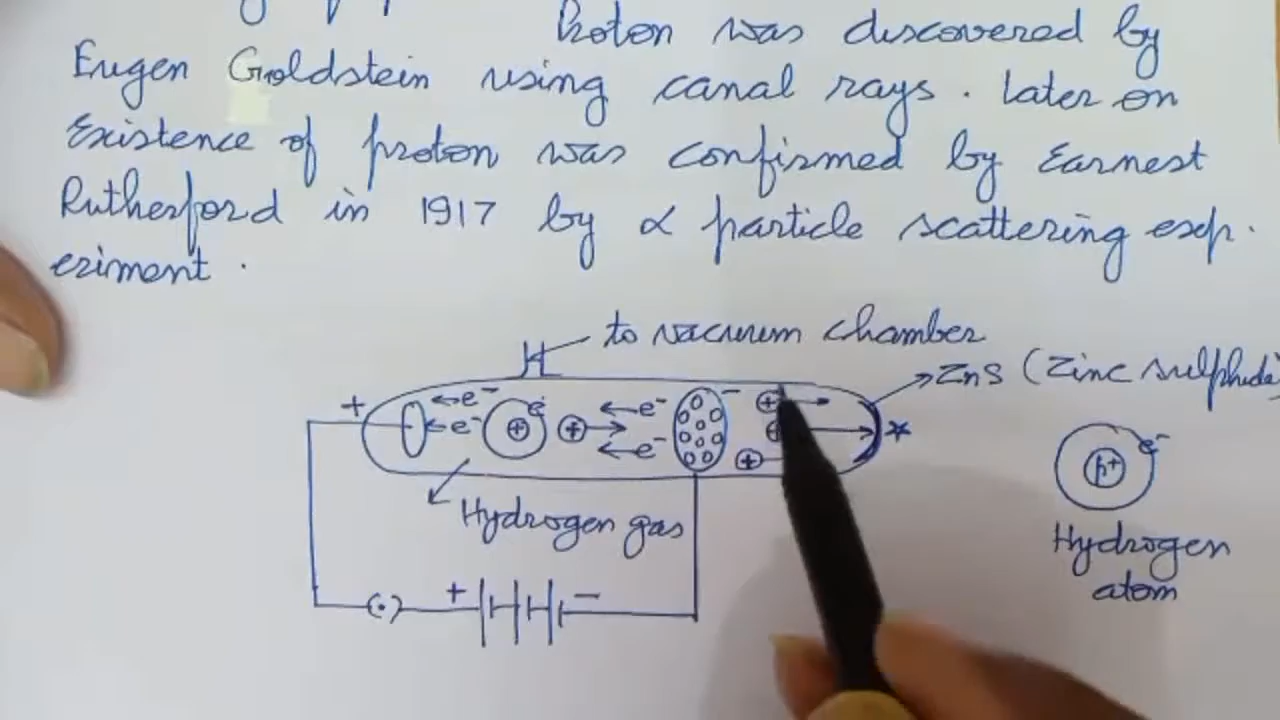 Proton was discovered by
Eugen Goldstein using canal rays. Later on
Existence of proton was confirmed by Earnest
Rutherford in 1917 by α particle scattering exp.
eriment.
to vacuum chamber
ZnS (Zinc sulphide)
+ ← e⁻ e⁻ ← e⁻ − + →
← e⁻ + + → ← e⁻ + → *
e⁻
p+
Hydrogen gas
Hydrogen
atom
(•) + −